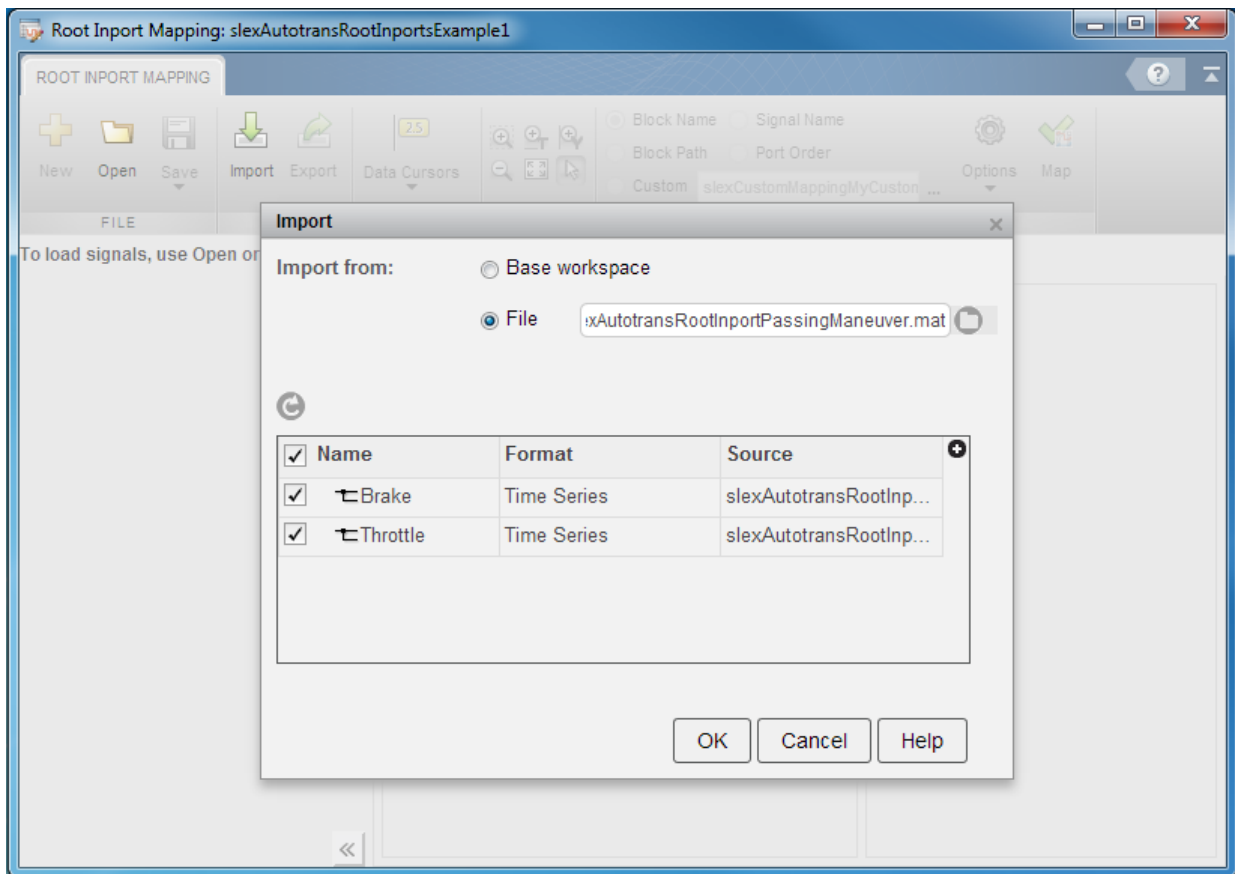 Root Inport Mapping: slexAutotransRootInportsExample1
ROOT INPORT MAPPING
?
New Open Save Import Export 2.5 Data Cursors
Block Name Signal Name
Block Path Port Order
Custom slexCustomMappingMyCuston ...
Options Map
FILE
To load signals, use Open or
Import
Import from:
Base workspace
File
xAutotransRootInportPassingManeuver.mat
Name Format Source
Brake Time Series slexAutotransRootInp...
Throttle Time Series slexAutotransRootInp...
OK Cancel Help